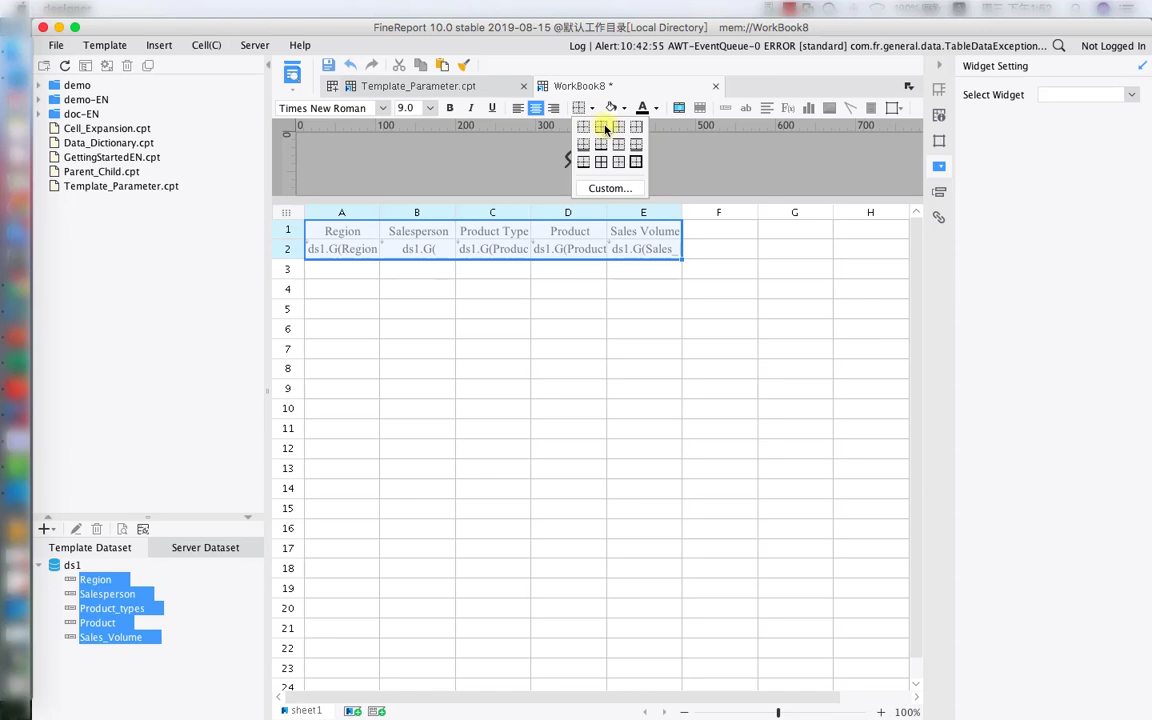 FineReport 10.0 stable 2019-08-15 @默认工作目录[Local Directory] mem://WorkBook8
File Template Insert Cell(C) Server Help Log | Alert:10:42:55 AWT-EventQueue-0 ERROR [standard] com.fr.general.data.TableDataException... Not Logged In
Widget Setting
Select Widget
demo
demo-EN
doc-EN
Cell_Expansion.cpt
Data_Dictionary.cpt
GettingStartedEN.cpt
Parent_Child.cpt
Template_Parameter.cpt
Template_Parameter.cpt WorkBook8 *
Times New Roman 9.0 B I U A ab F(x)
0 100 200 300 500 600 700
0
Custom...
A B C D E F G H
1 Region Salesperson Product Type Product Sales Volume
2 ds1.G(Region ds1.G( ds1.G(Produc ds1.G(Product ds1.G(Sales_
3
4
5
6
7
8
9
10
11
12
13
14
15
16
17
18
19
20
21
22
23
24
Template Dataset Server Dataset
ds1
Region
Salesperson
Product_types
Product
Sales_Volume
sheet1 100%